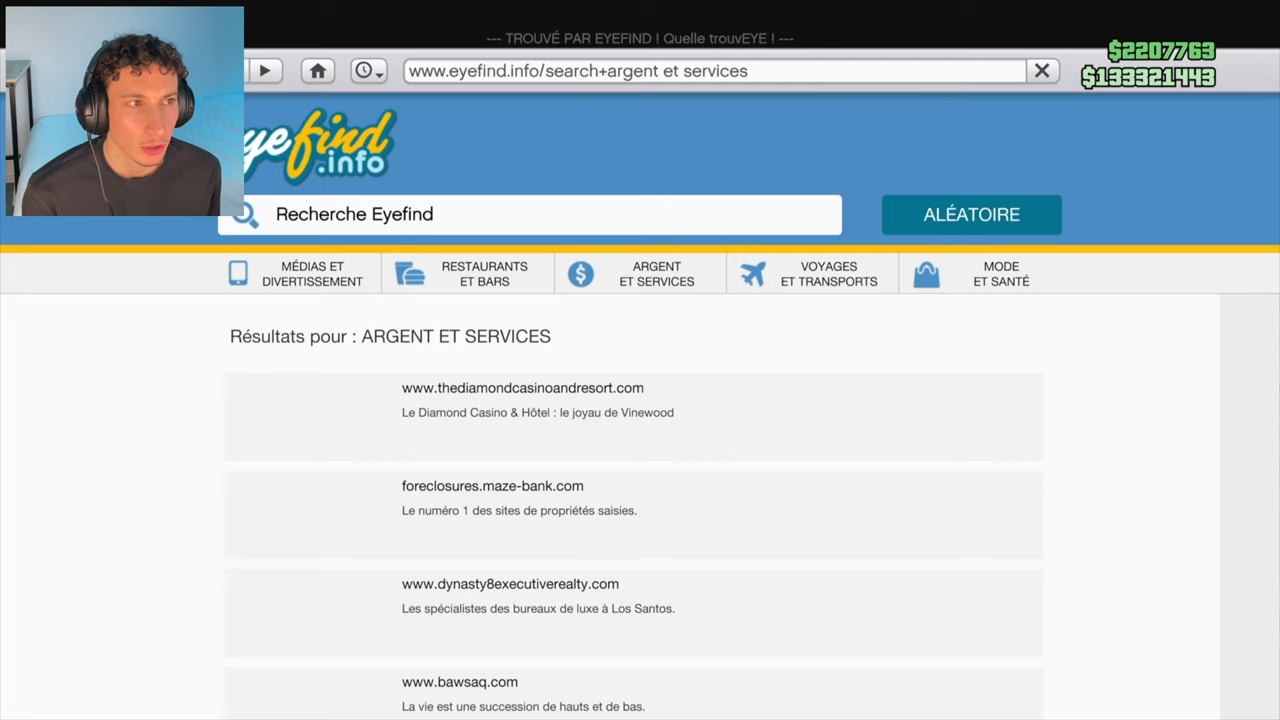 --- TROUVÉ PAR EYEFIND ! Quelle trouvEYE ! ---
$2207763
www.eyefind.info/search+argent et services
$133321443
yefind
.info
Recherche Eyefind
ALÉATOIRE
MÉDIAS ET
DIVERTISSEMENT
RESTAURANTS
ET BARS
ARGENT
ET SERVICES
VOYAGES
ET TRANSPORTS
MODE
ET SANTÉ
Résultats pour : ARGENT ET SERVICES
www.thediamondcasinoandresort.com
Le Diamond Casino & Hôtel : le joyau de Vinewood
foreclosures.maze-bank.com
Le numéro 1 des sites de propriétés saisies.
www.dynasty8executiverealty.com
Les spécialistes des bureaux de luxe à Los Santos.
www.bawsaq.com
La vie est une succession de hauts et de bas.